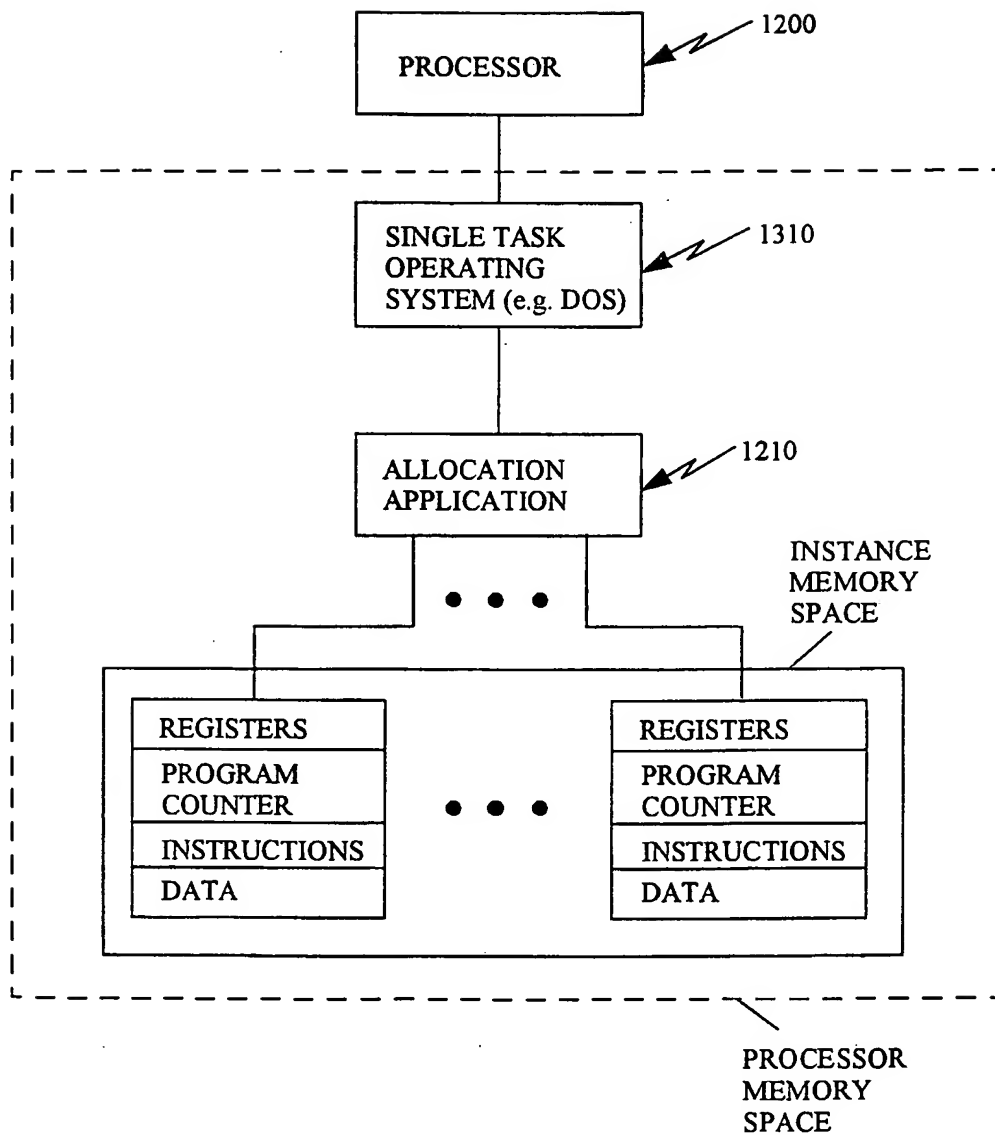 1200
PROCESSOR
SINGLE TASK
OPERATING
SYSTEM (e.g. DOS)
1310
ALLOCATION
APPLICATION
1210
INSTANCE
MEMORY
SPACE
REGISTERS
PROGRAM
COUNTER
INSTRUCTIONS
DATA
REGISTERS
PROGRAM
COUNTER
INSTRUCTIONS
DATA
PROCESSOR
MEMORY
SPACE